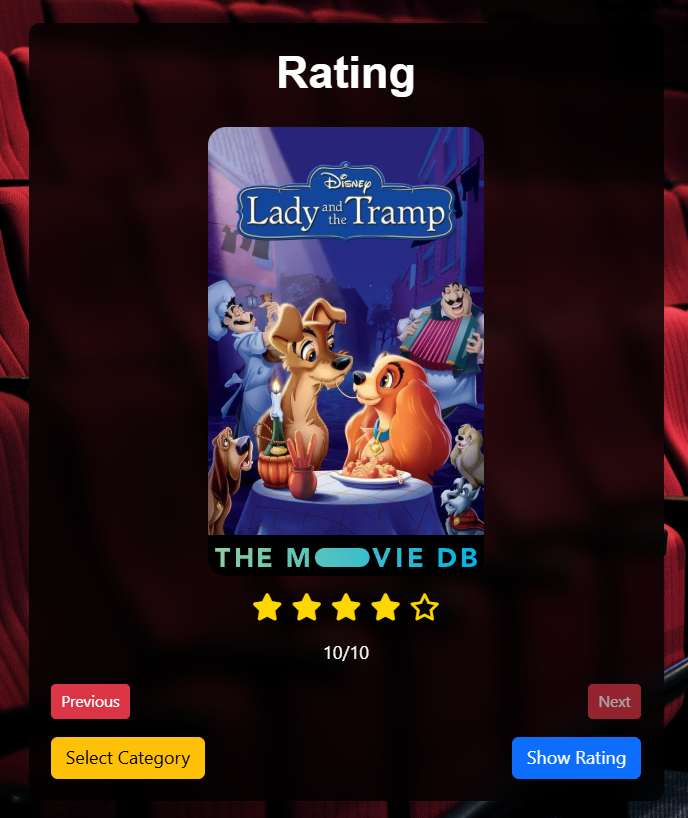 Rating
Disney
Lady and the Tramp
THE MOVIE DB
10/10
Previous
Next
Select Category
Show Rating